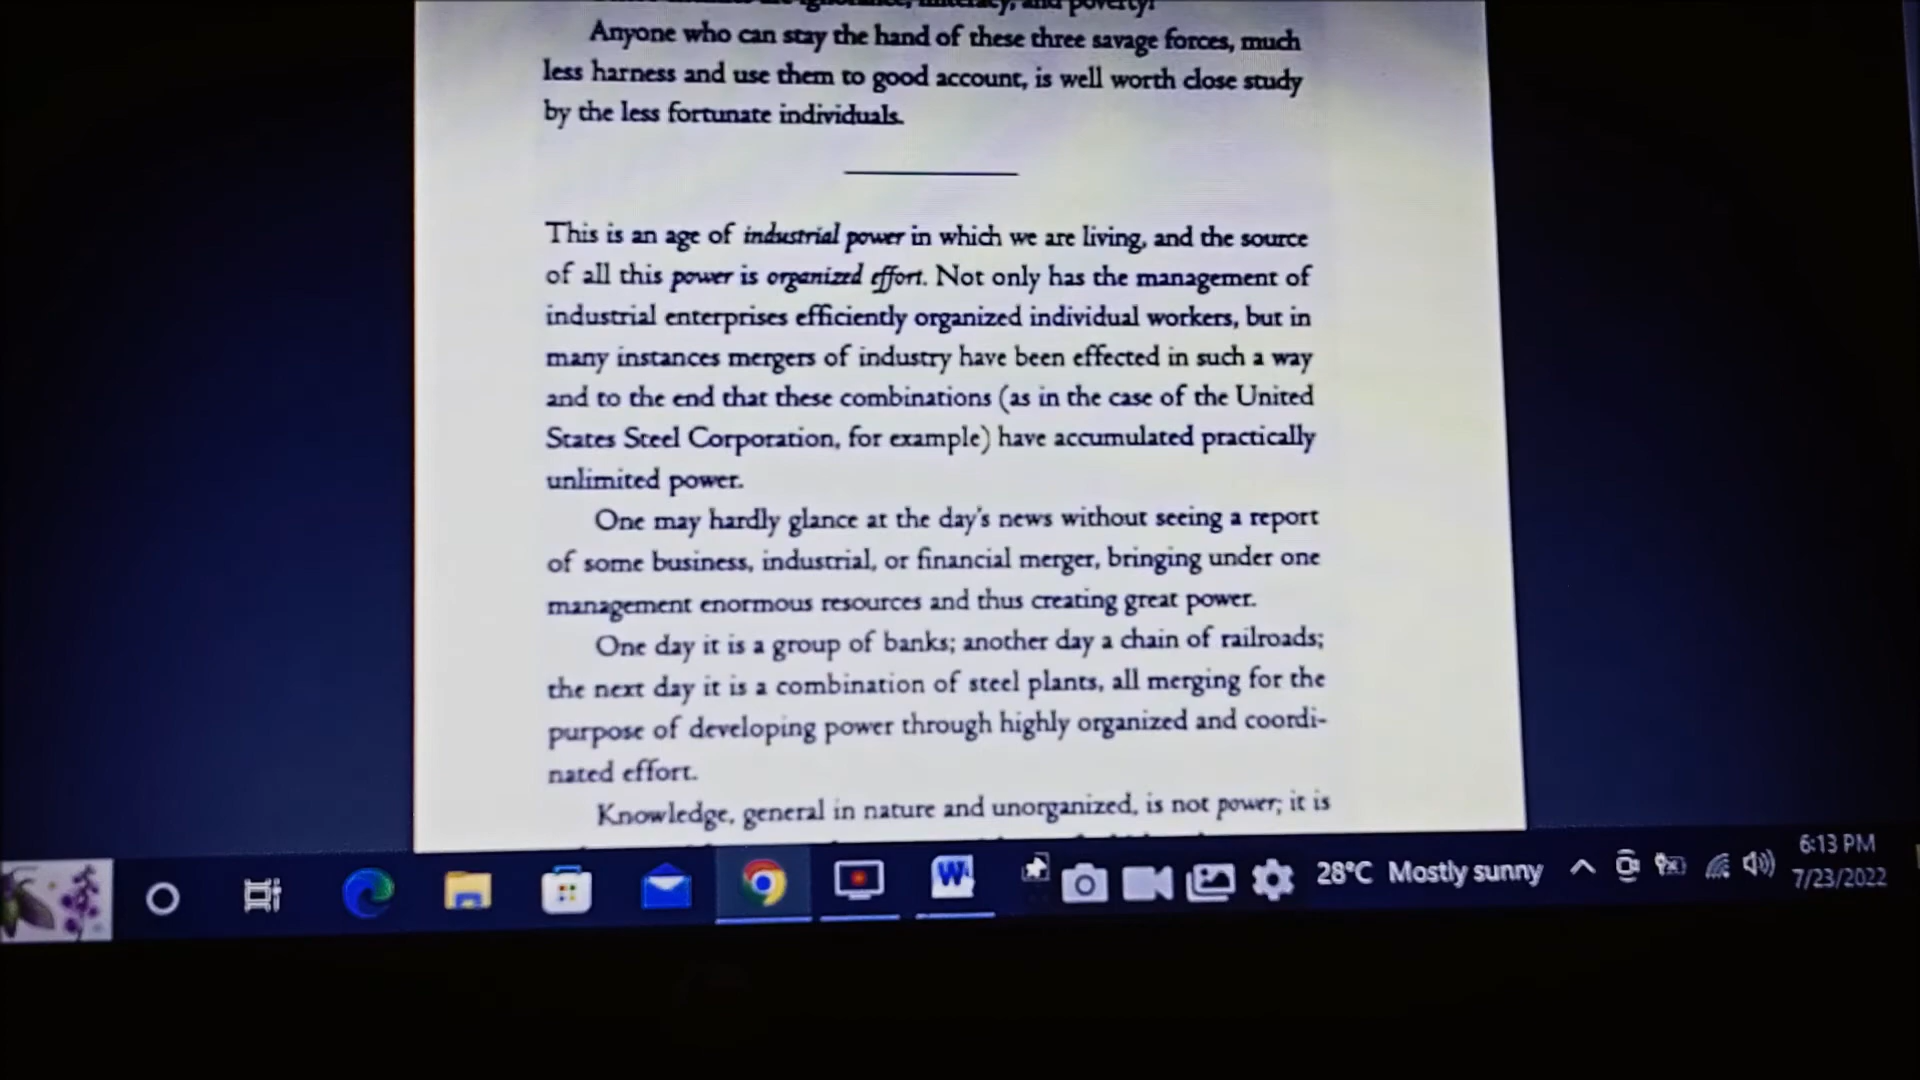 and poverty!
Anyone who can stay the hand of these three savage forces, much
less harness and use them to good account, is well worth close study
by the less fortunate individuals.
This is an age of industrial power in which we are living, and the source
of all this power is organized effort. Not only has the management of
industrial enterprises efficiently organized individual workers, but in
many instances mergers of industry have been effected in such a way
and to the end that these combinations (as in the case of the United
States Steel Corporation, for example) have accumulated practically
unlimited power.
One may hardly glance at the day's news without seeing a report
of some business, industrial, or financial merger, bringing under one
management enormous resources and thus creating great power.
One day it is a group of banks; another day a chain of railroads;
the next day it is a combination of steel plants, all merging for the
purpose of developing power through highly organized and coordi-
nated effort.
Knowledge, general in nature and unorganized, is not power; it is
W
28°C Mostly sunny
6:13 PM
7/23/2022